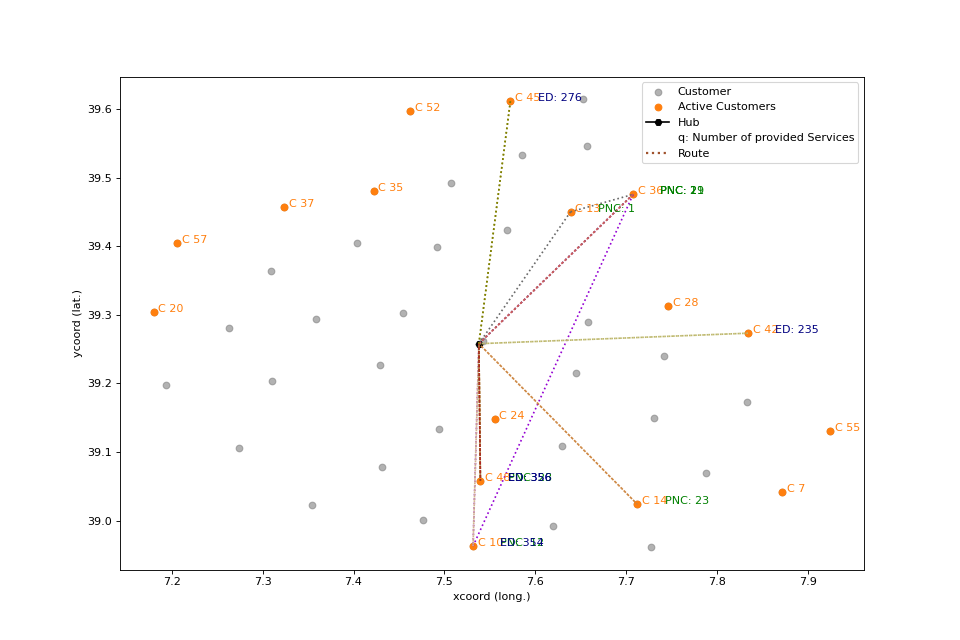 Customer
Active Customers
Hub
q: Number of provided Services
Route
C 45 ED: 276
C 52
C 35
C 37
C 57
C 20
C 36
C 13 PNC: 1
C 28
C 42 ED: 235
C 24
C 55
C 7
C 14 PNC: 23
39.6
39.5
39.4
39.3
39.2
39.1
39.0
7.2 7.3 7.4 7.5 7.6 7.7 7.8 7.9
xcoord (long.)
ycoord (lat.)